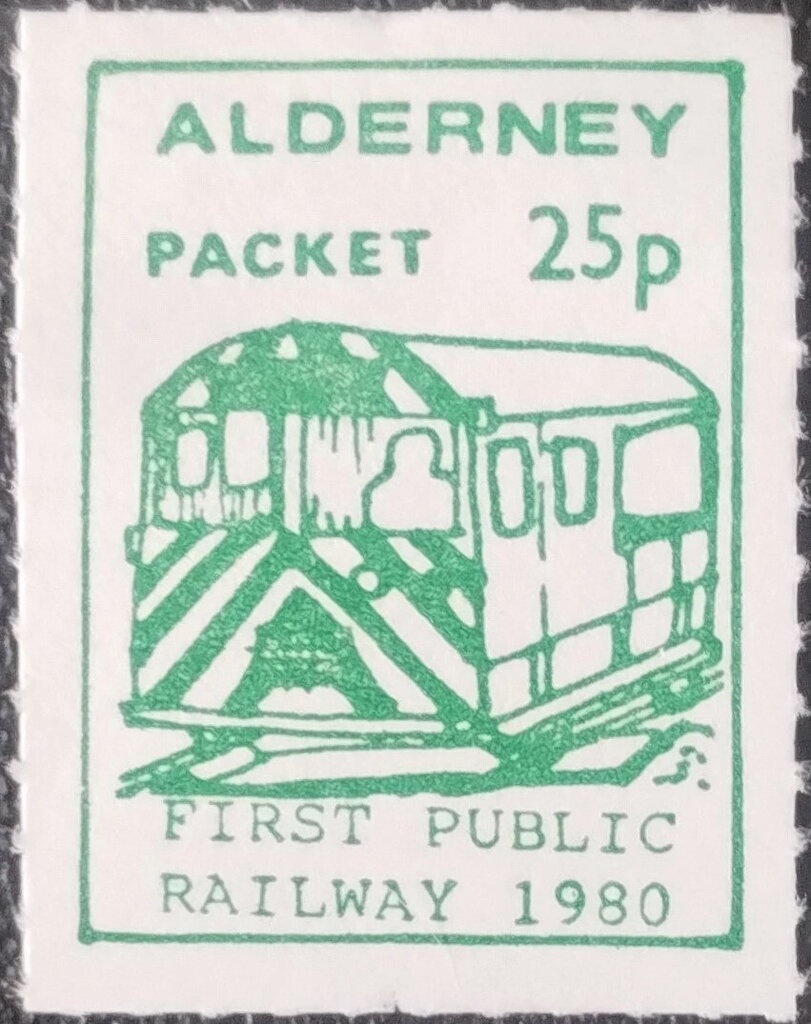 ALDERNEY
PACKET 25p
FIRST PUBLIC
RAILWAY 1980